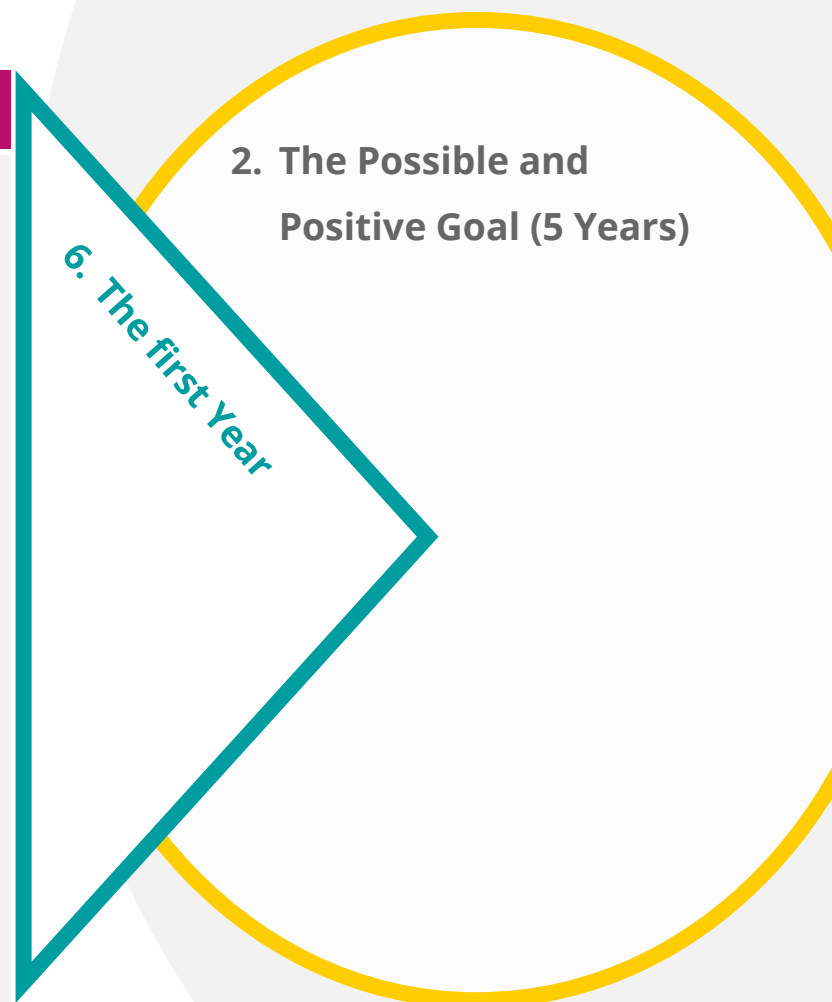 2. The Possible and
Positive Goal (5 Years)
6. The first Year